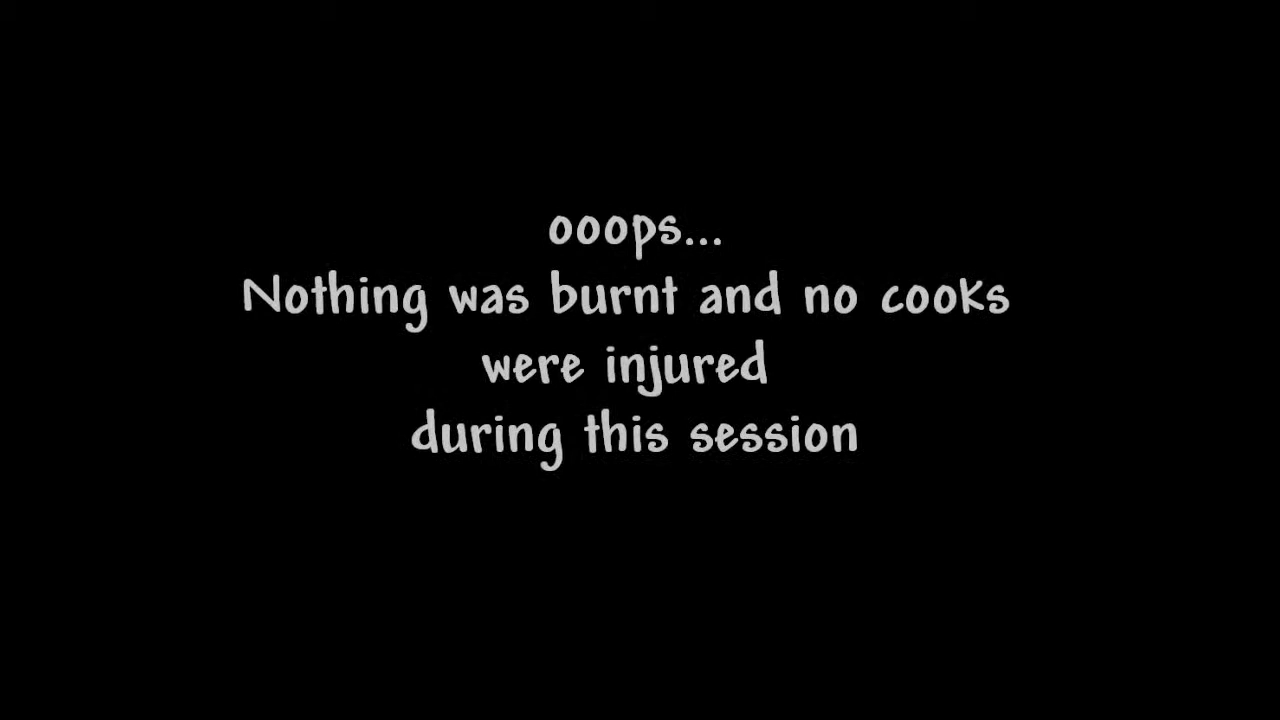 ooops...
Nothing was burnt and no cooks
were injured
during this session